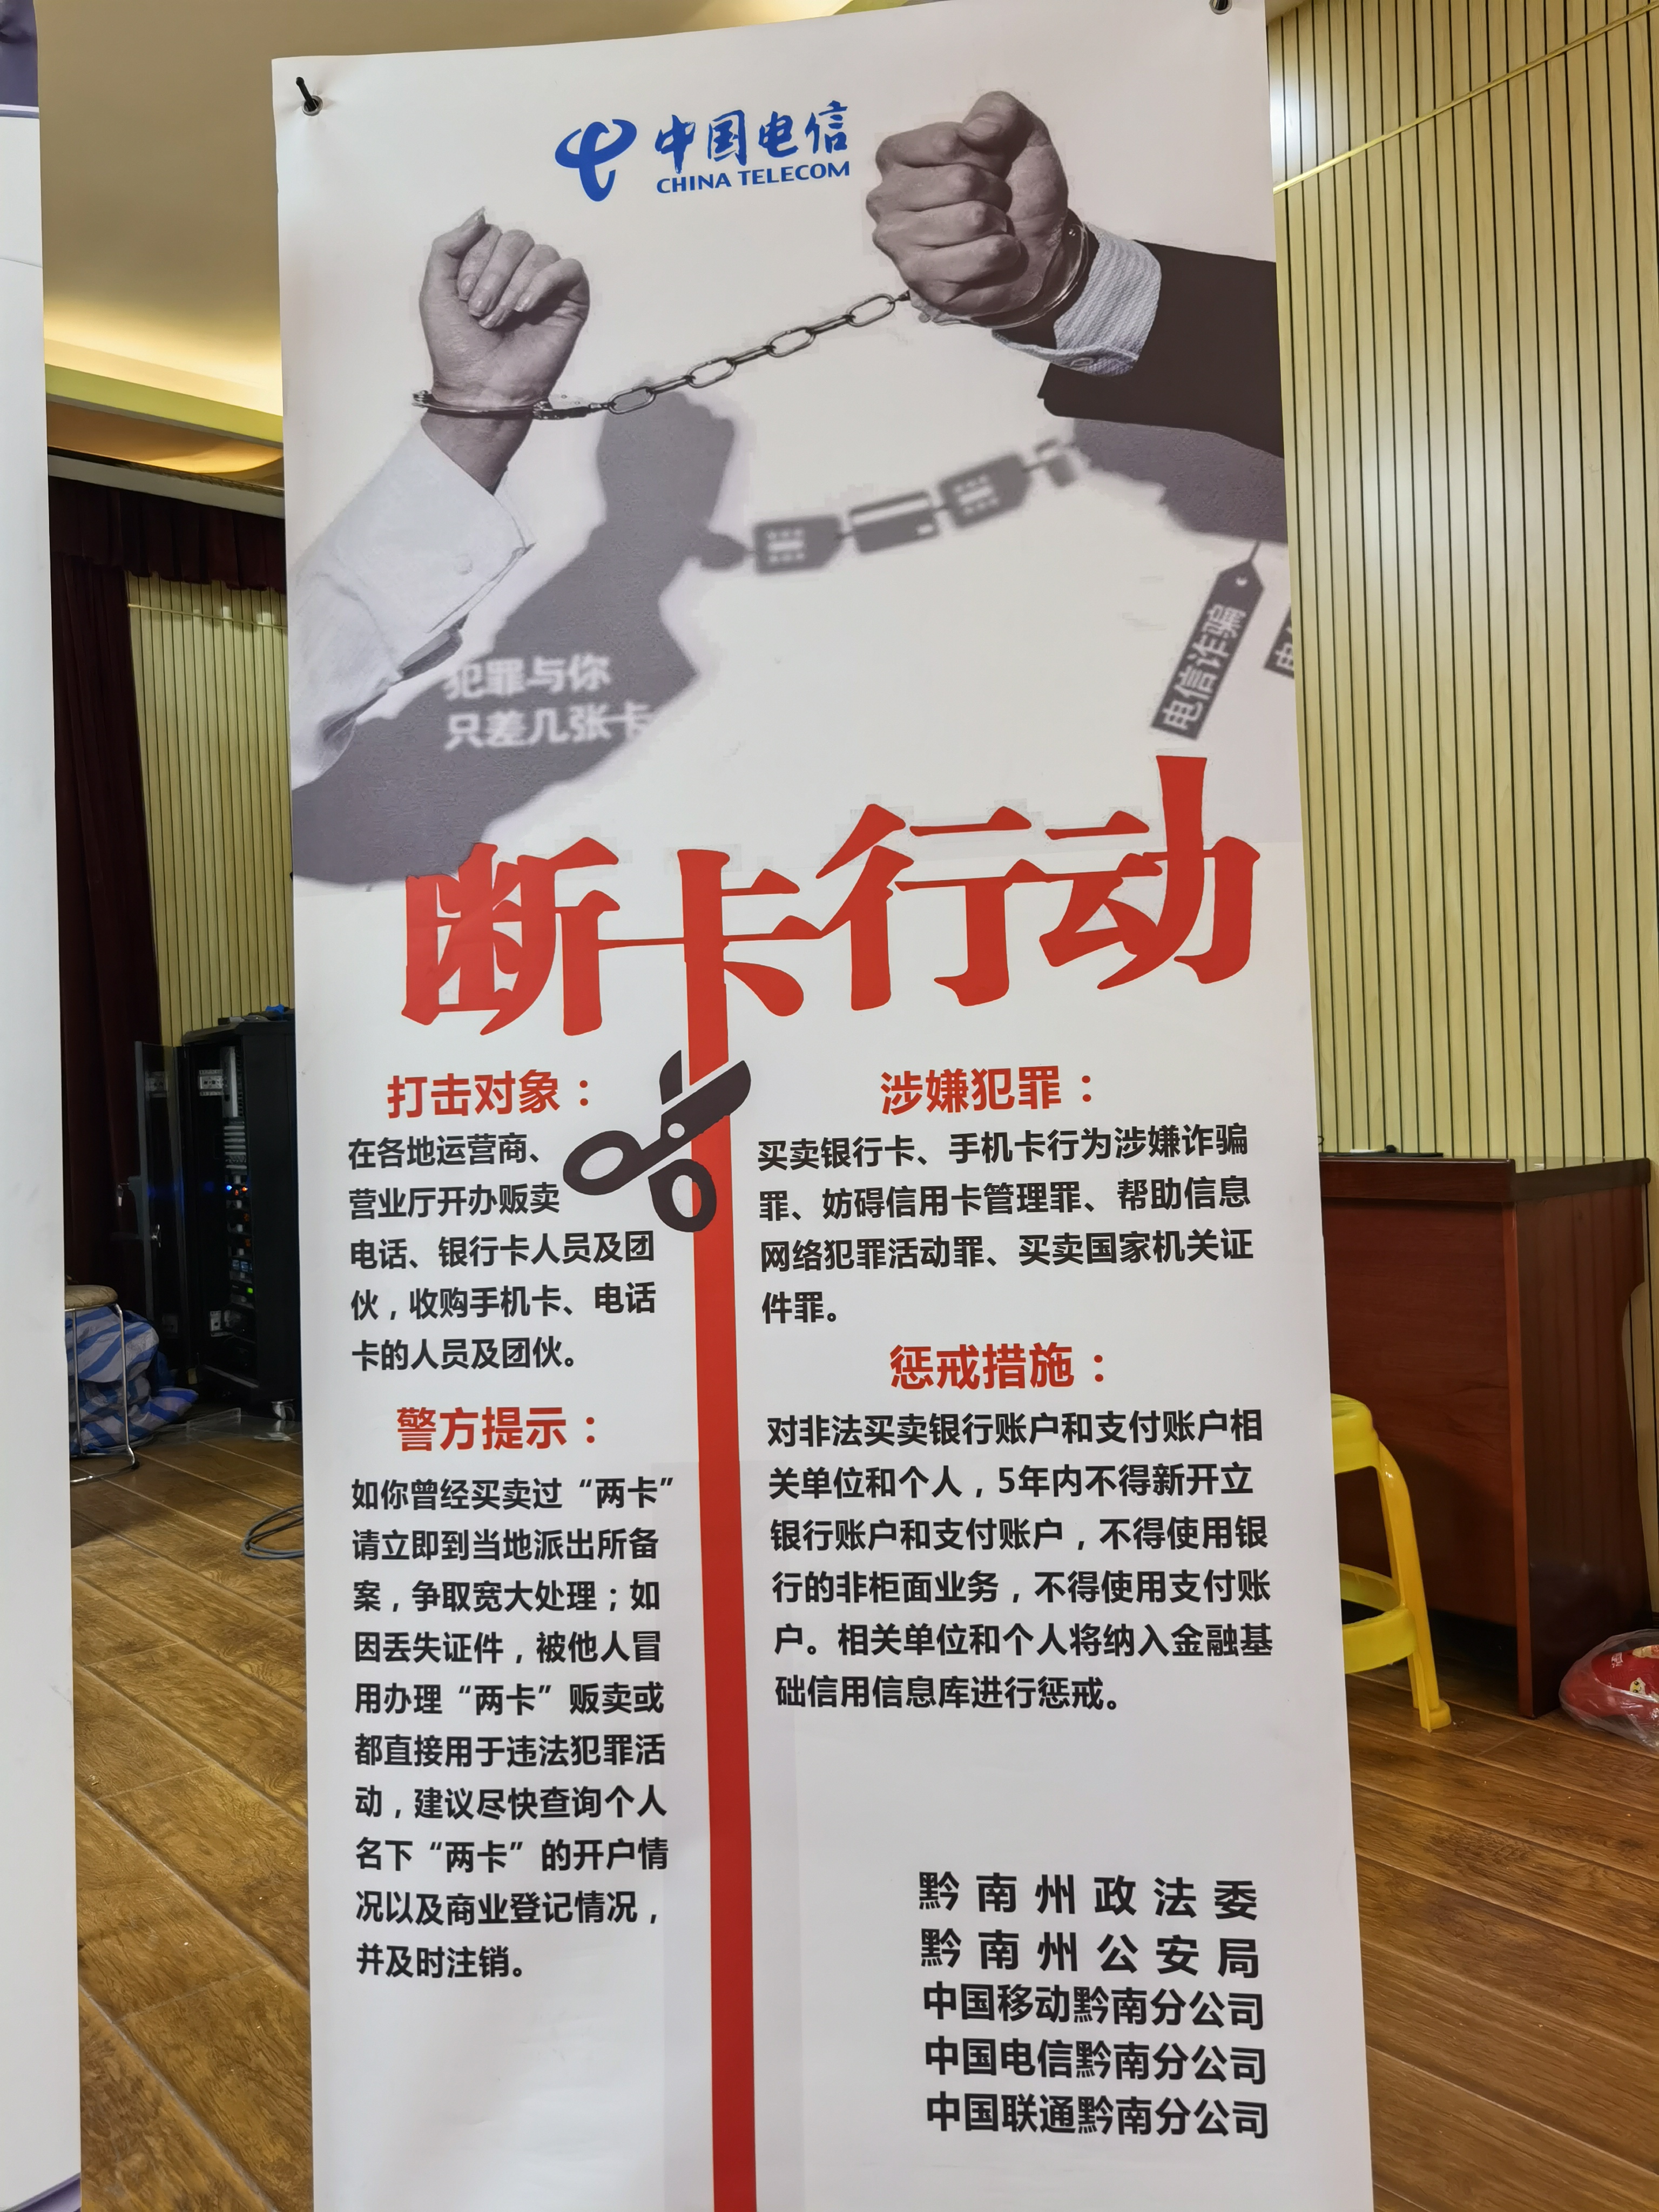 中国电信
CHINA TELECOM
犯罪与你
只差几张卡
电信诈骗
断卡行动
打击对象：
在各地运营商、
营业厅开办贩卖
电话、银行卡人员及团
伙，收购手机卡、电话
卡的人员及团伙。
警方提示：
如你曾经买卖过“两卡”
请立即到当地派出所备
案，争取宽大处理；如
因丢失证件，被他人冒
用办理“两卡”贩卖或
都直接用于违法犯罪活
动，建议尽快查询个人
名下“两卡”的开户情
况以及商业登记情况，
并及时注销。
涉嫌犯罪：
买卖银行卡、手机卡行为涉嫌诈骗
罪、妨碍信用卡管理罪、帮助信息
网络犯罪活动罪、买卖国家机关证
件罪。
惩戒措施：
对非法买卖银行账户和支付账户相
关单位和个人，5年内不得新开立
银行账户和支付账户，不得使用银
行的非柜面业务，不得使用支付账
户。相关单位和个人将纳入金融基
础信用信息库进行惩戒。
黔南州政法委
黔南州公安局
中国移动黔南分公司
中国电信黔南分公司
中国联通黔南分公司